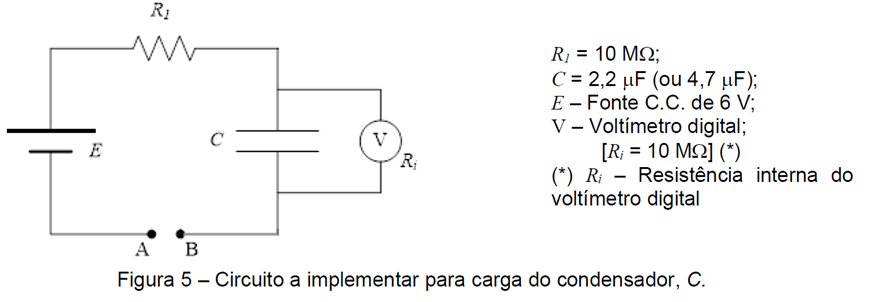 R1
E
C
V
Ri
A
B
R1 = 10 MΩ;
C = 2,2 μF (ou 4,7 μF);
E – Fonte C.C. de 6 V;
V – Voltímetro digital;
[Ri = 10 MΩ] (*)
(*) Ri – Resistência interna do
voltímetro digital
Figura 5 – Circuito a implementar para carga do condensador, C.